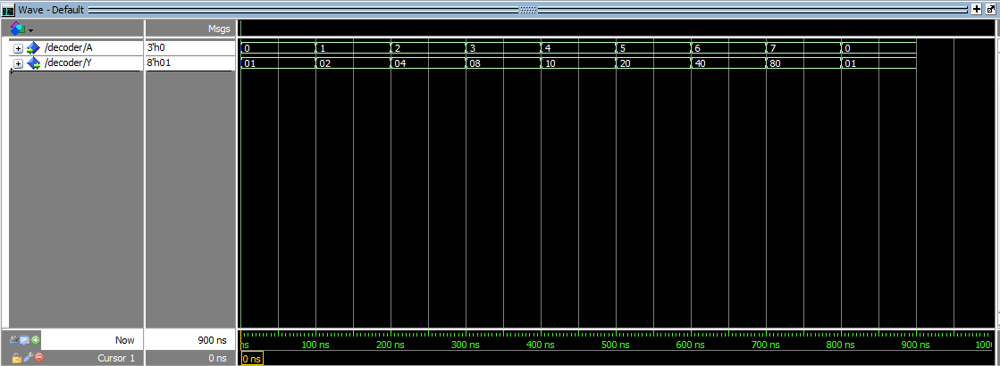 Wave - Default
Msgs
/decoder/A 3'h0 0 1 2 3 4 5 6 7 0
/decoder/Y 8'h01 01 02 04 08 10 20 40 80 01
Now 900 ns ns 100 ns 200 ns 300 ns 400 ns 500 ns 600 ns 700 ns 800 ns 900 ns 100
Cursor 1 0 ns 0 ns